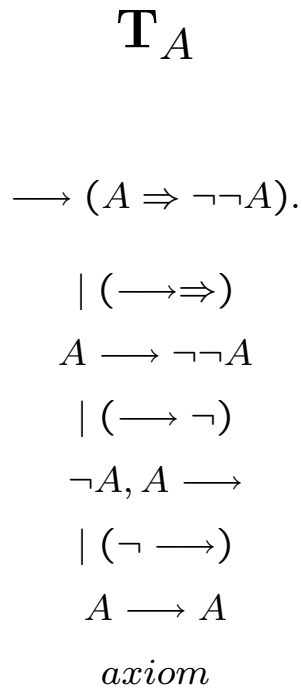 T_A
⟶ (A ⇒ ¬¬A).
| (⟶⇒)
A ⟶ ¬¬A
| (⟶ ¬)
¬A, A ⟶
| (¬ ⟶)
A ⟶ A
axiom